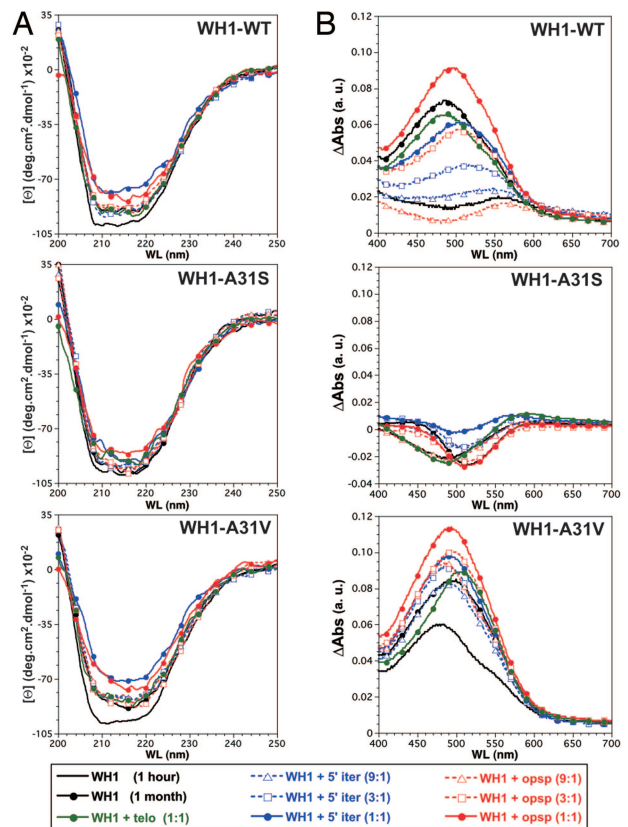 A
B
WH1-WT
[Θ] (deg.cm2.dmol-1) x10-2
35
0
-35
-70
-105
200 210 220 230 240 250
WL (nm)
WH1-WT
ΔAbs (a. u.)
0.12
0.1
0.08
0.06
0.04
0.02
0
400 450 500 550 600 650 700
WL (nm)
WH1-A31S
[Θ] (deg.cm2.dmol-1) x10-2
35
0
-35
-70
-105
200 210 220 230 240 250
WL (nm)
WH1-A31S
ΔAbs (a. u.)
0.12
0.1
0.08
0.06
0.04
0.02
0
-0.02
-0.04
400 450 500 550 600 650 700
WL (nm)
WH1-A31V
[Θ] (deg.cm2.dmol-1) x10-2
35
0
-35
-70
-105
200 210 220 230 240 250
WL (nm)
WH1-A31V
ΔAbs (a. u.)
0.12
0.10
0.08
0.06
0.04
0.02
0
400 450 500 550 600 650 700
WL (nm)
WH1 (1 hour)
WH1 + 5' iter (9:1)
WH1 + opsp (9:1)
WH1 (1 month)
WH1 + 5' iter (3:1)
WH1 + opsp (3:1)
WH1 + telo (1:1)
WH1 + 5' iter (1:1)
WH1 + opsp (1:1)